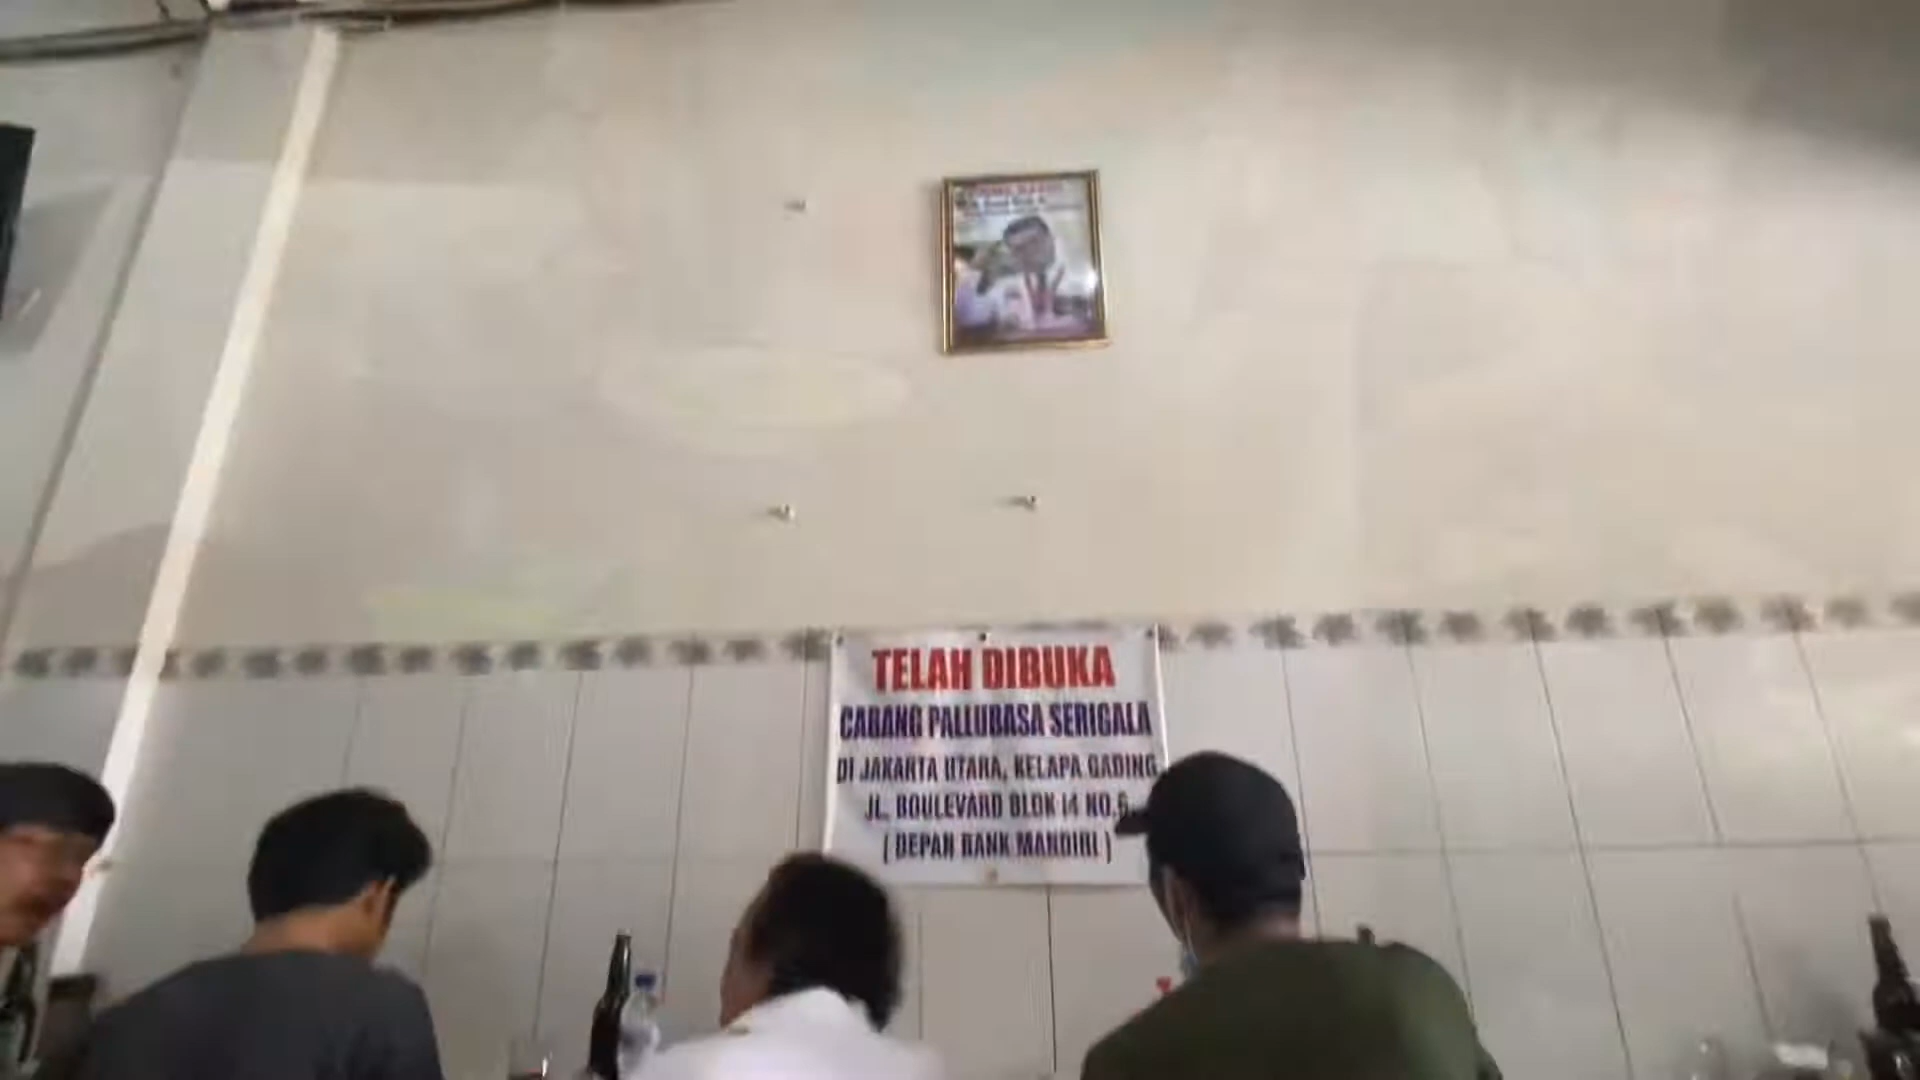 TELAH DIBUKA
CABANG PALLUBASA SERIGALA
DI JAKARTA UTARA, KELAPA GADING
JL. BOULEVARD BLOK I4 NO.6
( DEPAN BANK MANDIRI )